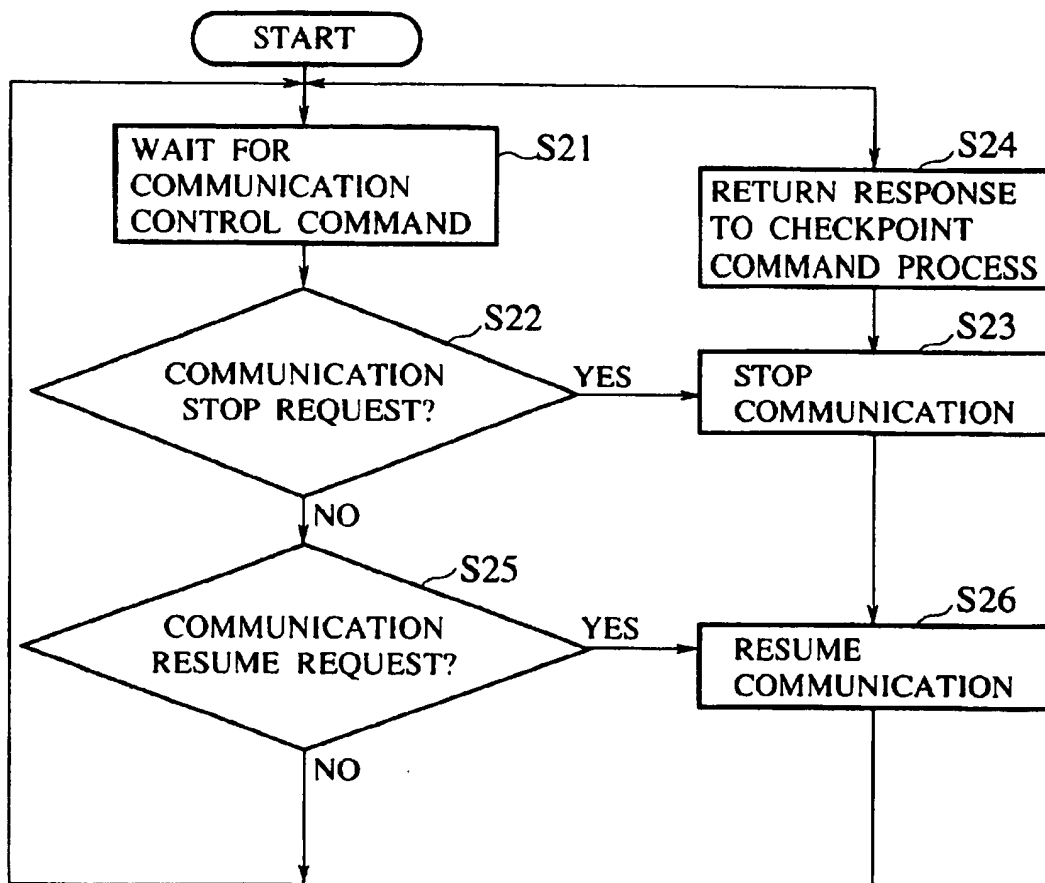 START
WAIT FOR
COMMUNICATION
CONTROL COMMAND
S21
S24
RETURN RESPONSE
TO CHECKPOINT
COMMAND PROCESS
S22
COMMUNICATION
STOP REQUEST?
YES
S23
STOP
COMMUNICATION
NO
S25
COMMUNICATION
RESUME REQUEST?
YES
S26
RESUME
COMMUNICATION
NO